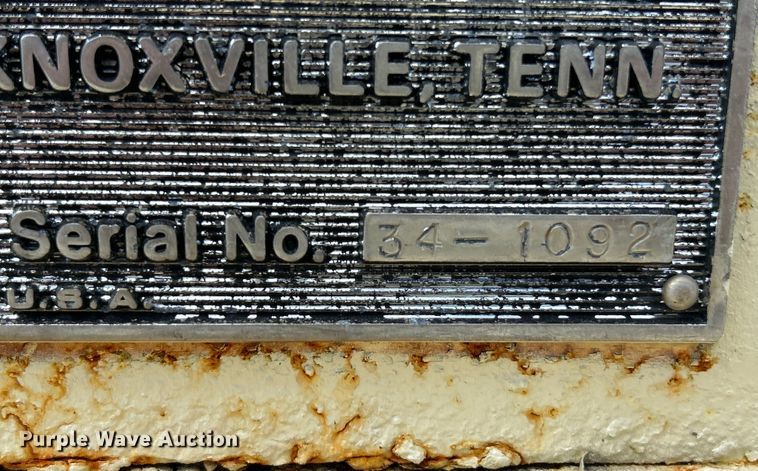 KNOXVILLE, TENN.
Serial No. 34-1092
U.S.A.
Purple Wave Auction